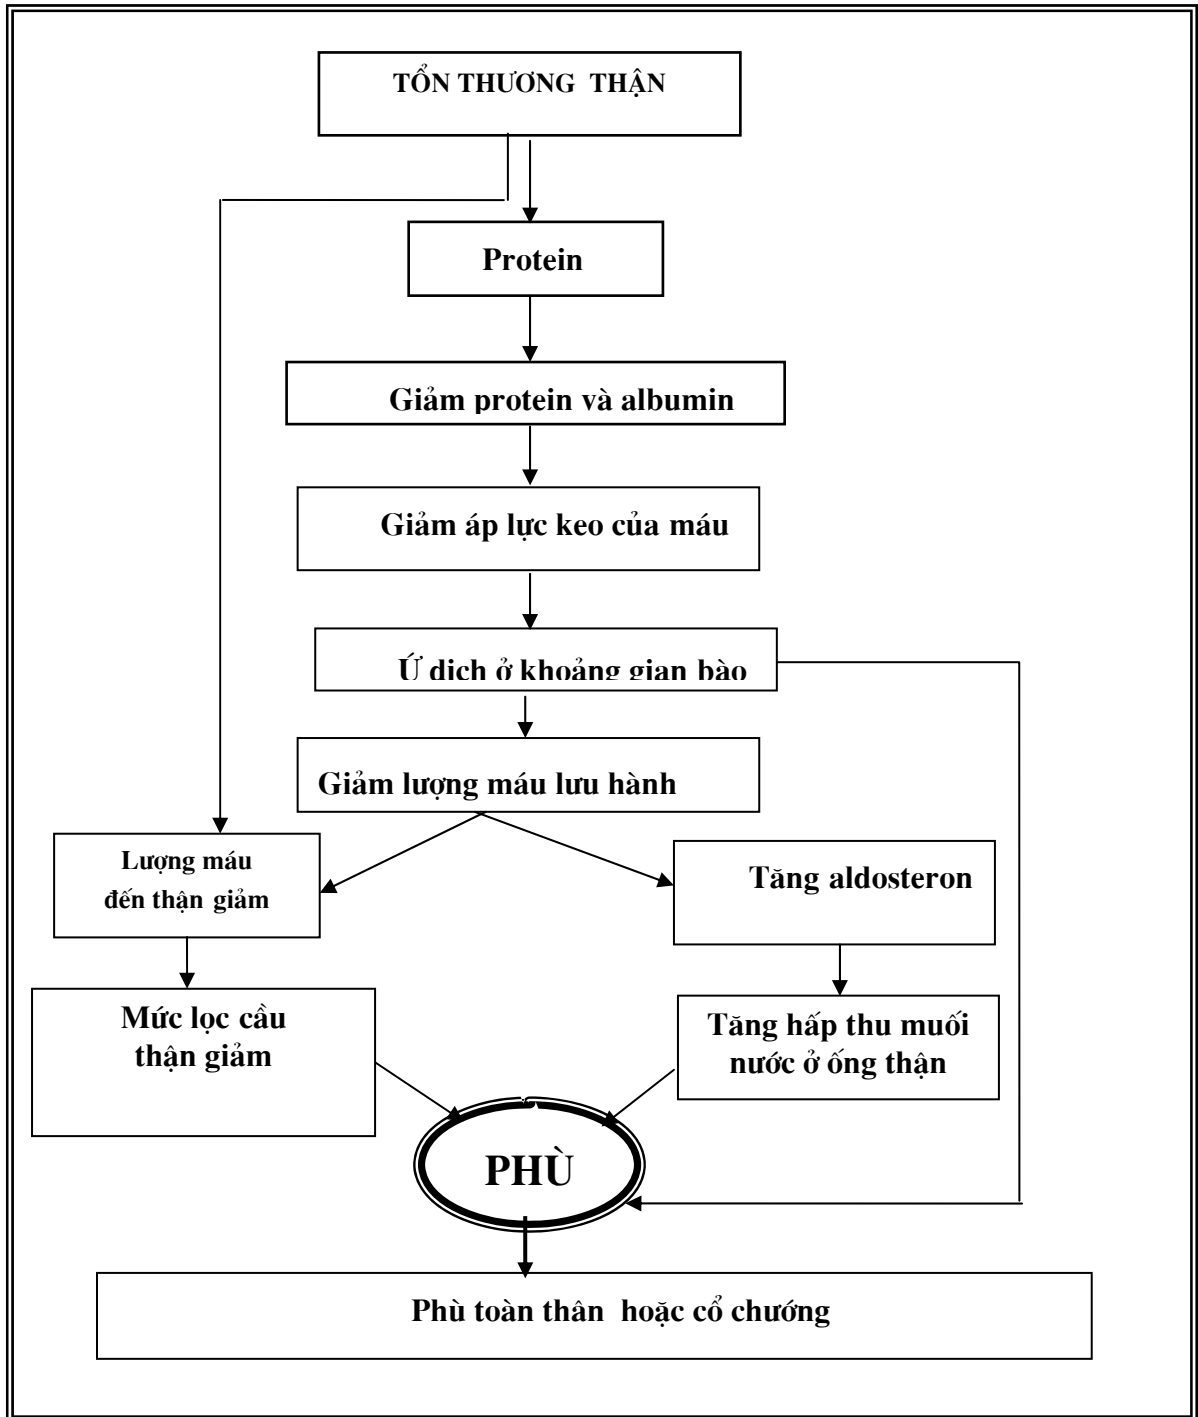 TỔN THƯƠNG THẬN
Protein
Giảm protein và albumin
Giảm áp lực keo của máu
Ứ dịch ở khoảng gian bào
Giảm lượng máu lưu hành
Lượng máu
đến thận giảm
Tăng aldosteron
Mức lọc cầu
thận giảm
Tăng hấp thu muối
nước ở ống thận
PHÙ
Phù toàn thân hoặc cổ chướng